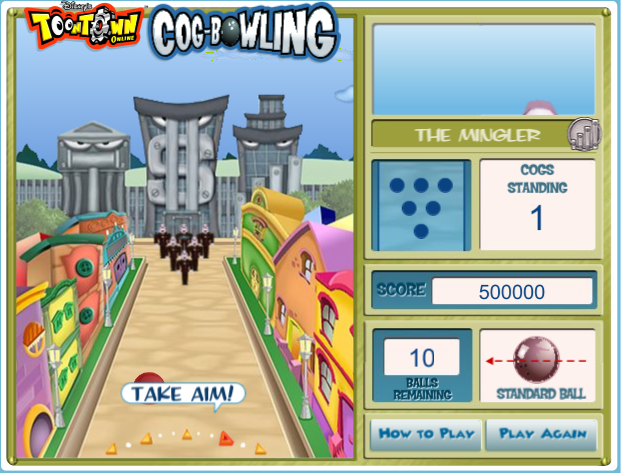 Disney's
TOONTOWN
ONLINE
COG-BOWLING
THE MINGLER
COGS
STANDING
1
SCORE 500000
10
BALLS
REMAINING
STANDARD BALL
TAKE AIM!
HOW TO PLAY
PLAY AGAIN